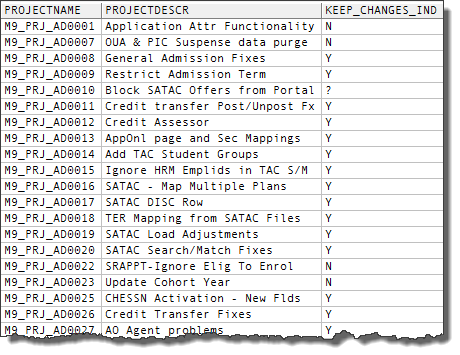 PROJECTNAME PROJECTDESCR KEEP_CHANGES_IND
M9_PRJ_AD0001 Application Attr Functionality N
M9_PRJ_AD0007 OUA & PIC Suspense data purge N
M9_PRJ_AD0008 General Admission Fixes Y
M9_PRJ_AD0009 Restrict Admission Term Y
M9_PRJ_AD0010 Block SATAC Offers from Portal ?
M9_PRJ_AD0011 Credit transfer Post/Unpost Fx Y
M9_PRJ_AD0012 Credit Assessor Y
M9_PRJ_AD0013 AppOnl page and Sec Mappings Y
M9_PRJ_AD0014 Add TAC Student Groups Y
M9_PRJ_AD0015 Ignore HRM Emplids in TAC S/M Y
M9_PRJ_AD0016 SATAC - Map Multiple Plans Y
M9_PRJ_AD0017 SATAC DISC Row Y
M9_PRJ_AD0018 TER Mapping from SATAC Files Y
M9_PRJ_AD0019 SATAC Load Adjustments Y
M9_PRJ_AD0020 SATAC Search/Match Fixes Y
M9_PRJ_AD0022 SRAPPT-Ignore Elig To Enrol N
M9_PRJ_AD0023 Update Cohort Year N
M9_PRJ_AD0025 CHESSN Activation - New Flds Y
M9_PRJ_AD0026 Credit Transfer Fixes Y
M9_PRJ_AD0027 AO Agent problems Y